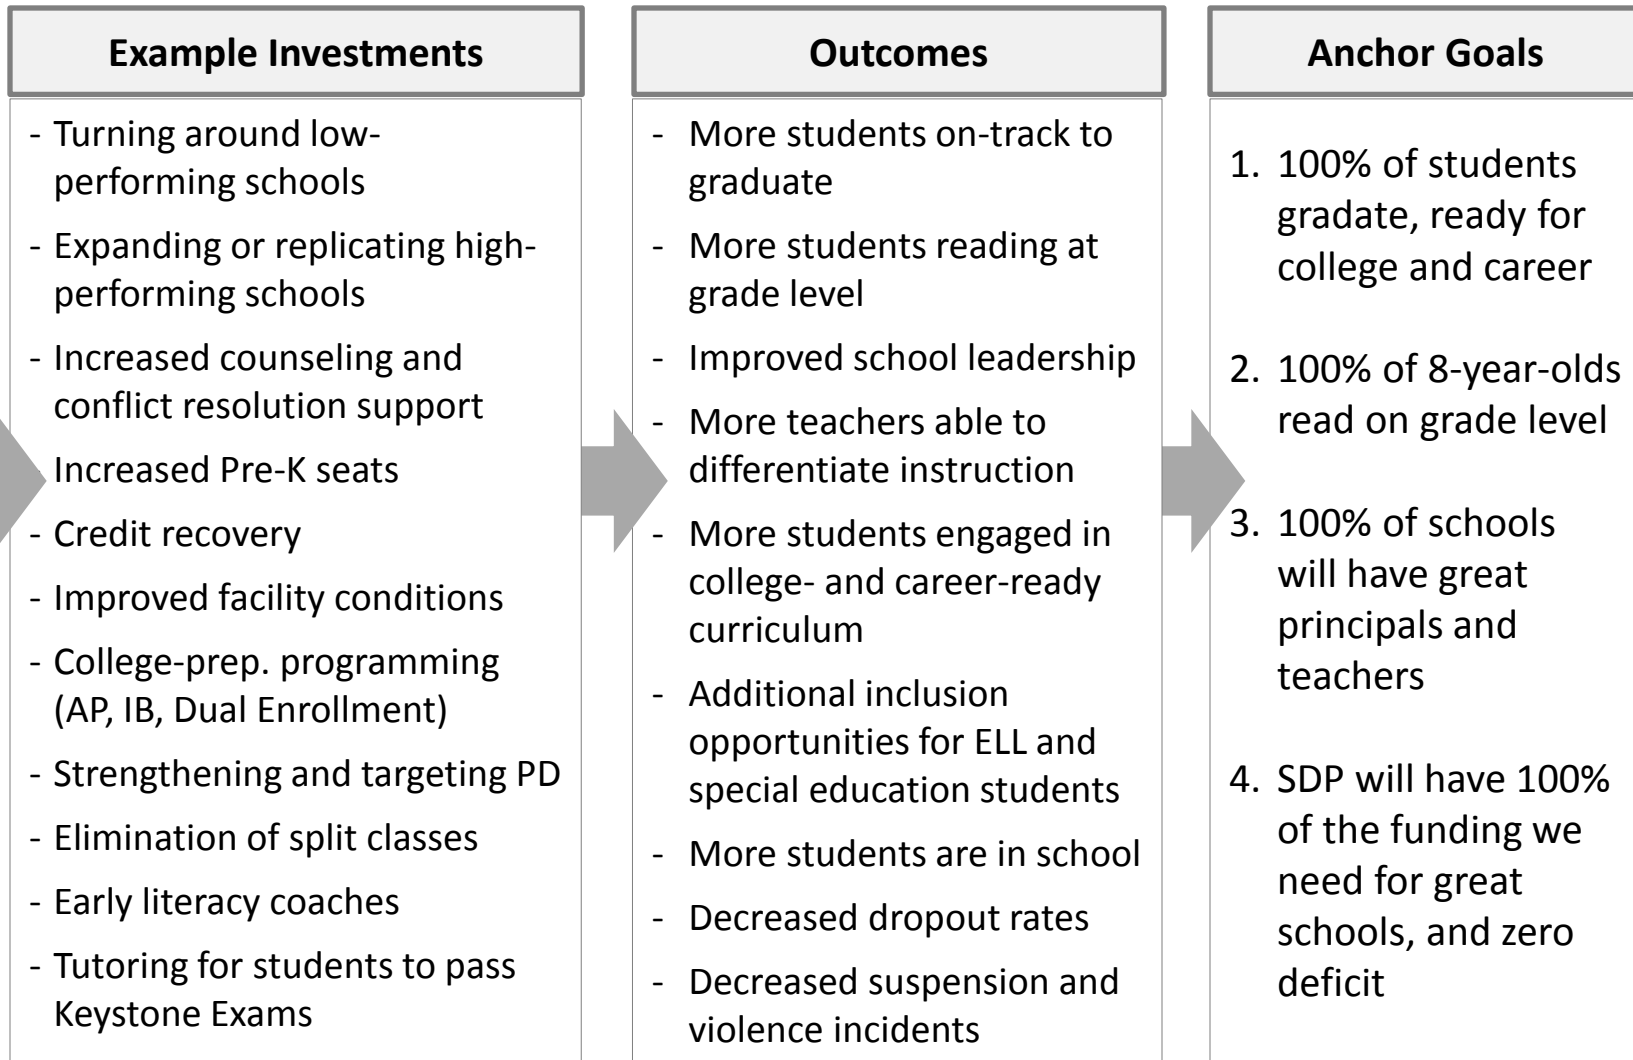 Example Investments
- Turning around low-
performing schools
- Expanding or replicating high-
performing schools
- Increased counseling and
conflict resolution support
- Increased Pre-K seats
- Credit recovery
- Improved facility conditions
- College-prep. programming
(AP, IB, Dual Enrollment)
- Strengthening and targeting PD
- Elimination of split classes
- Early literacy coaches
- Tutoring for students to pass
Keystone Exams
Outcomes
- More students on-track to
graduate
- More students reading at
grade level
- Improved school leadership
- More teachers able to
differentiate instruction
- More students engaged in
college- and career-ready
curriculum
- Additional inclusion
opportunities for ELL and
special education students
- More students are in school
- Decreased dropout rates
- Decreased suspension and
violence incidents
Anchor Goals
1. 100% of students
gradate, ready for
college and career
2. 100% of 8-year-olds
read on grade level
3. 100% of schools
will have great
principals and
teachers
4. SDP will have 100%
of the funding we
need for great
schools, and zero
deficit